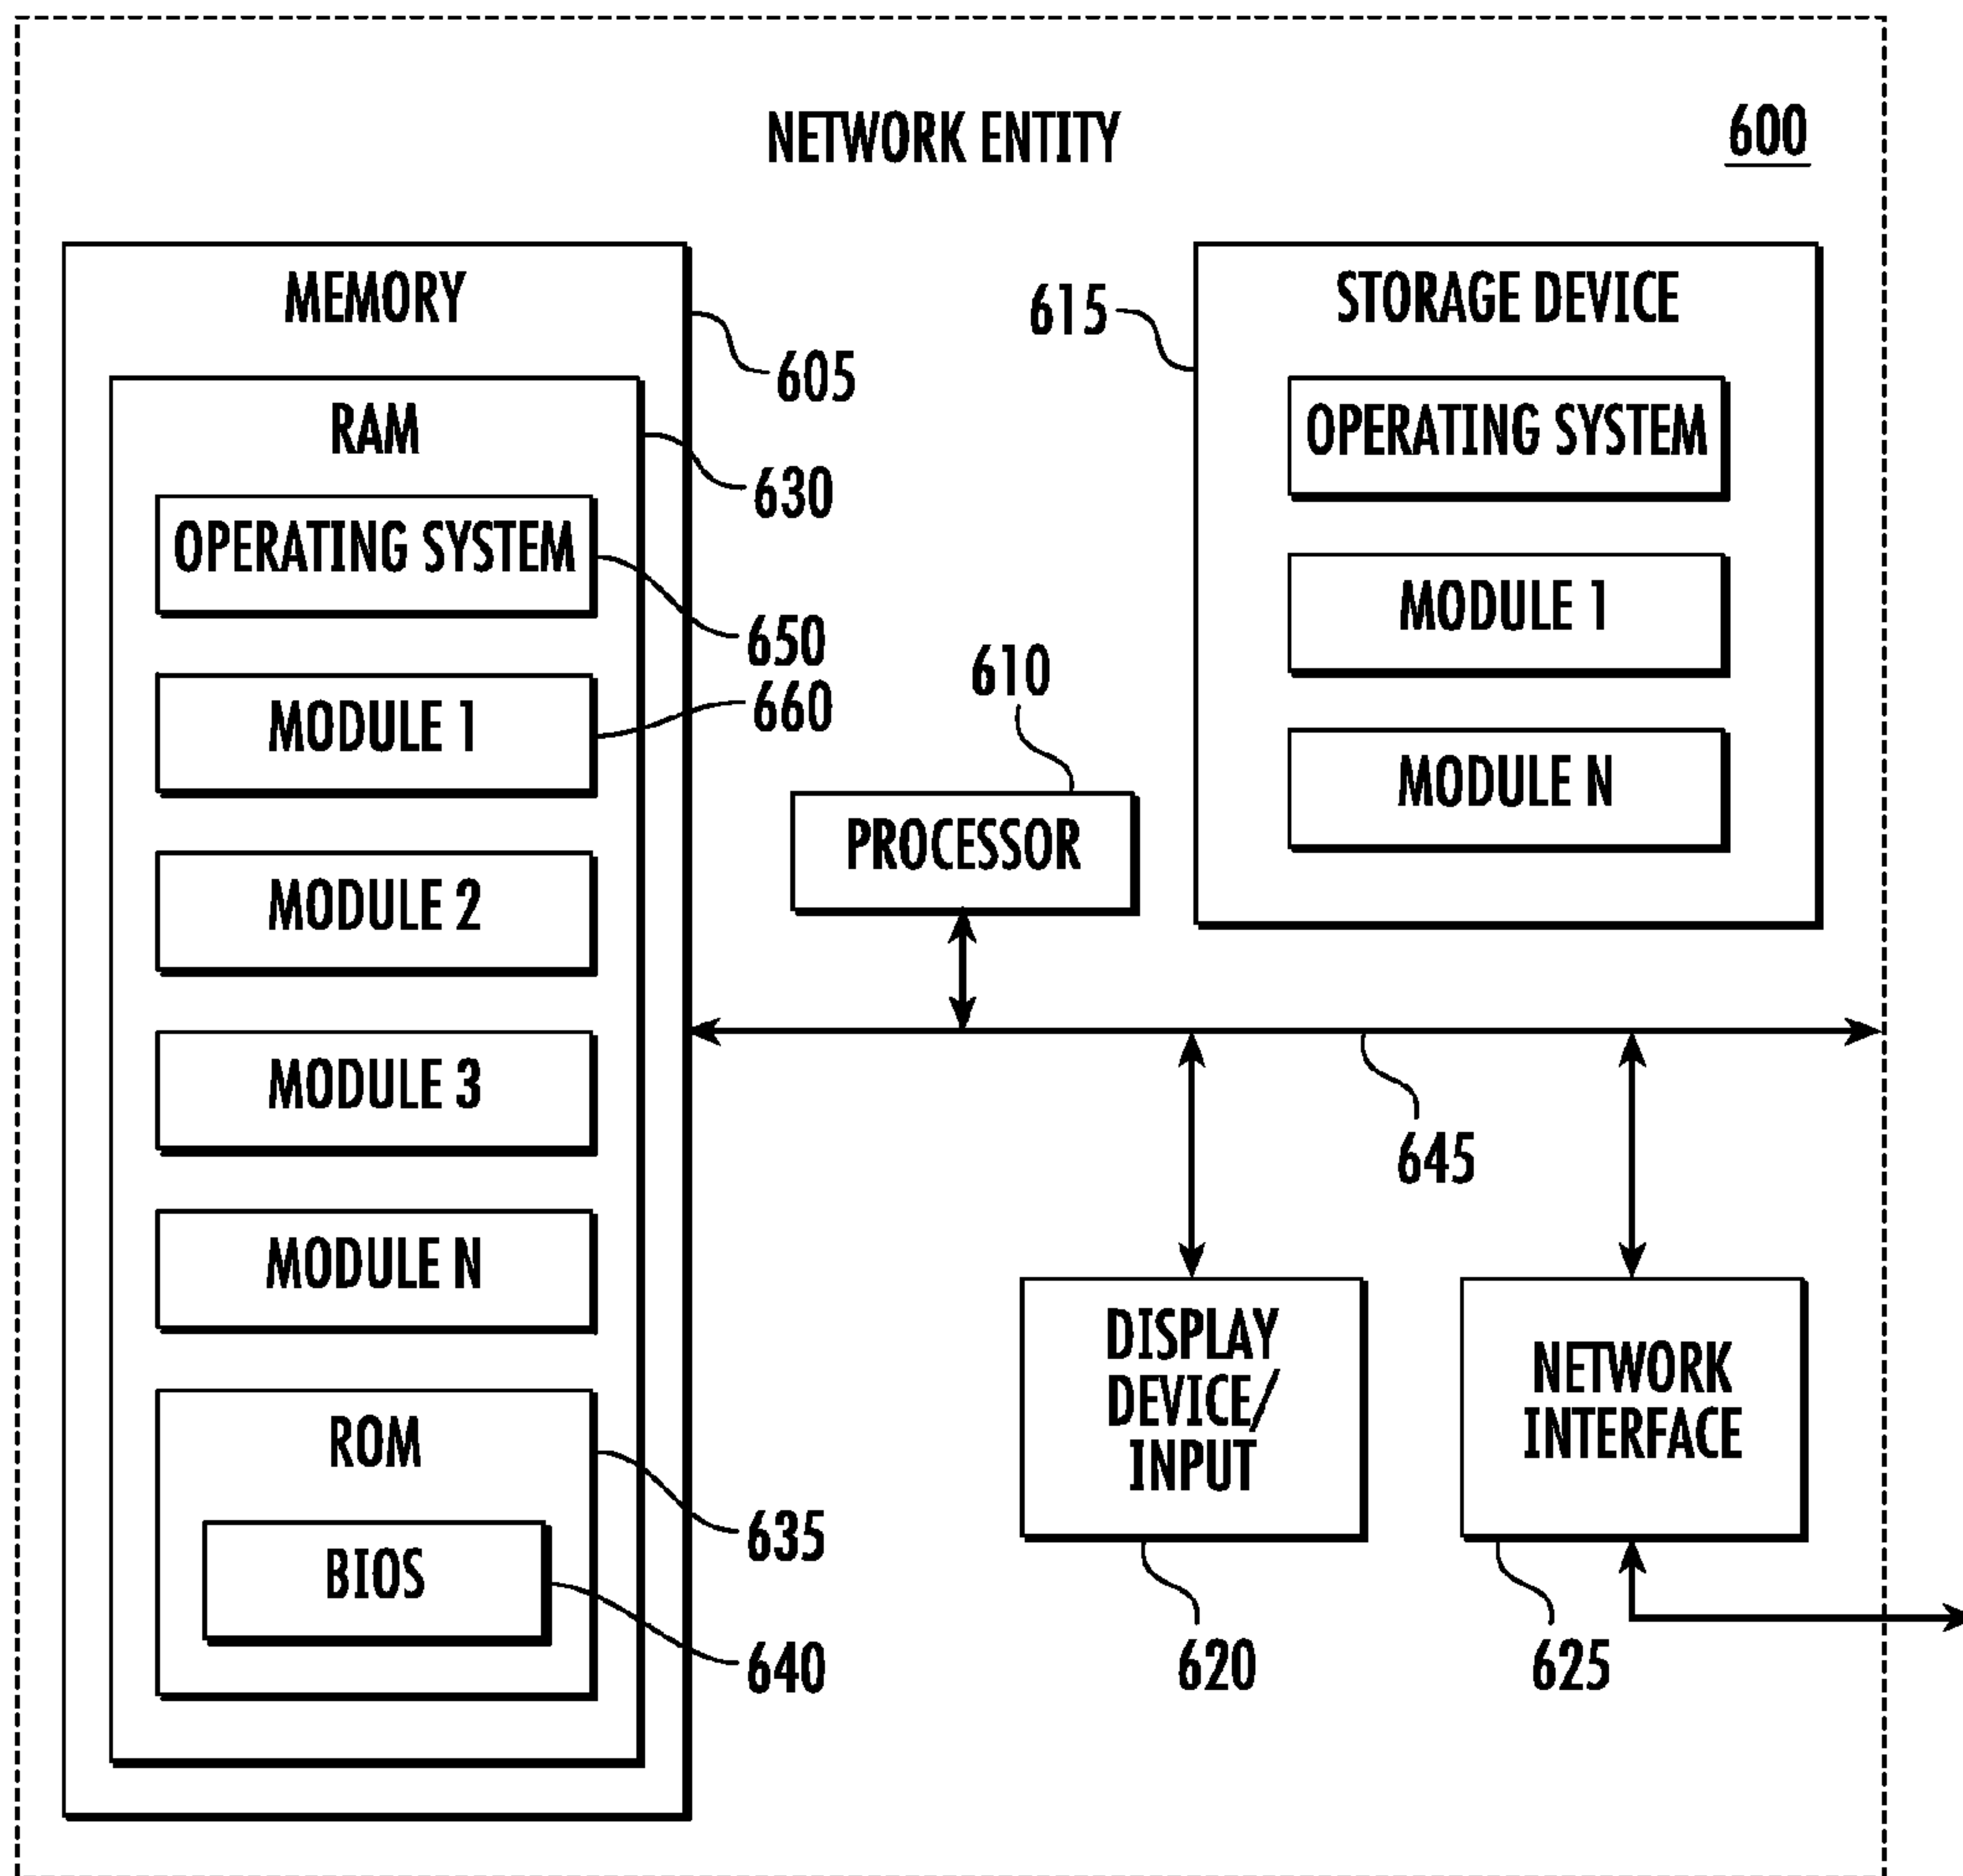 NETWORK ENTITY
600
MEMORY
605
RAM
630
OPERATING SYSTEM
650
MODULE 1
660
MODULE 2
MODULE 3
MODULE N
ROM
635
BIOS
640
PROCESSOR
610
615
STORAGE DEVICE
OPERATING SYSTEM
MODULE 1
MODULE N
645
DISPLAY
DEVICE/
INPUT
620
NETWORK
INTERFACE
625